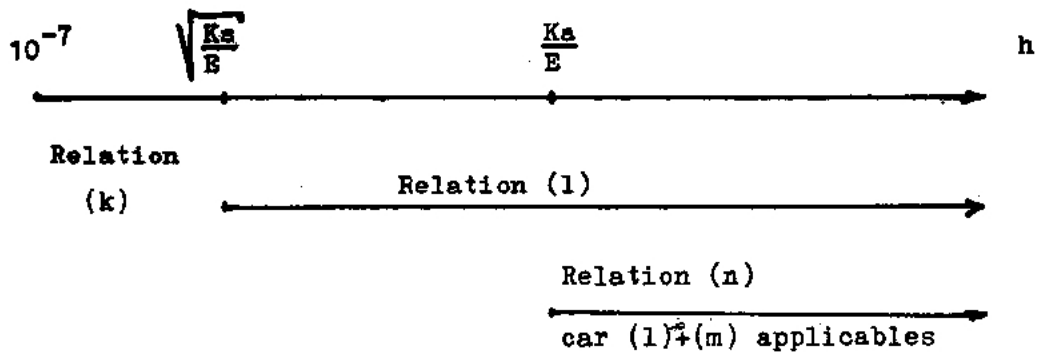 10⁻⁷ √(Ka/E) Ka/E h
Relation
(k)
Relation (l)
Relation (n)
car (l)+(m) applicables